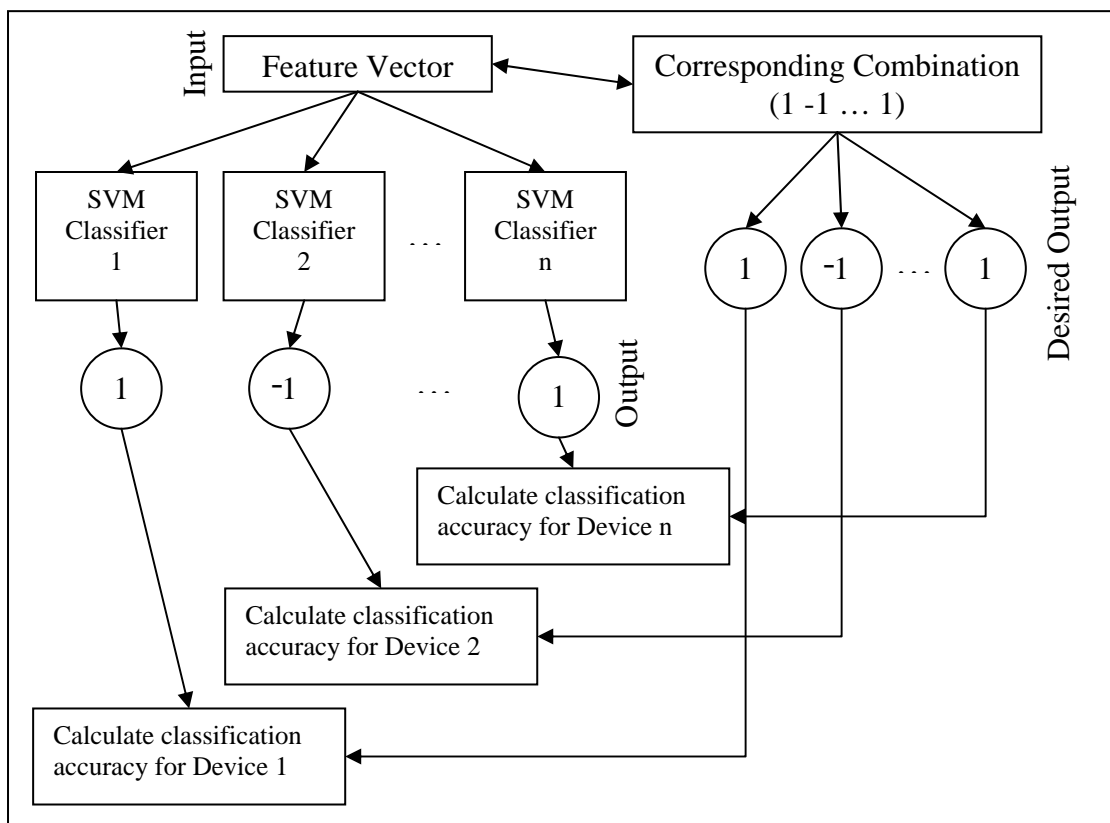 Input
Feature Vector
Corresponding Combination
(1 -1 … 1)
SVM
Classifier
1
SVM
Classifier
2
…
SVM
Classifier
n
1
-1
…
1
Desired Output
1
-1
…
1
Output
Calculate classification
accuracy for Device n
Calculate classification
accuracy for Device 2
Calculate classification
accuracy for Device 1